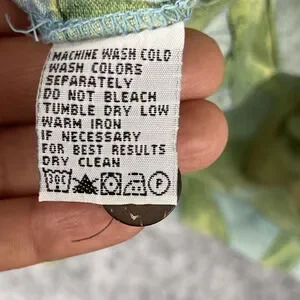 MACHINE WASH COLD
WASH COLORS
SEPARATELY
DO NOT BLEACH
TUMBLE DRY LOW
WARM IRON
IF NECESSARY
FOR BEST RESULTS
DRY CLEAN
30C P